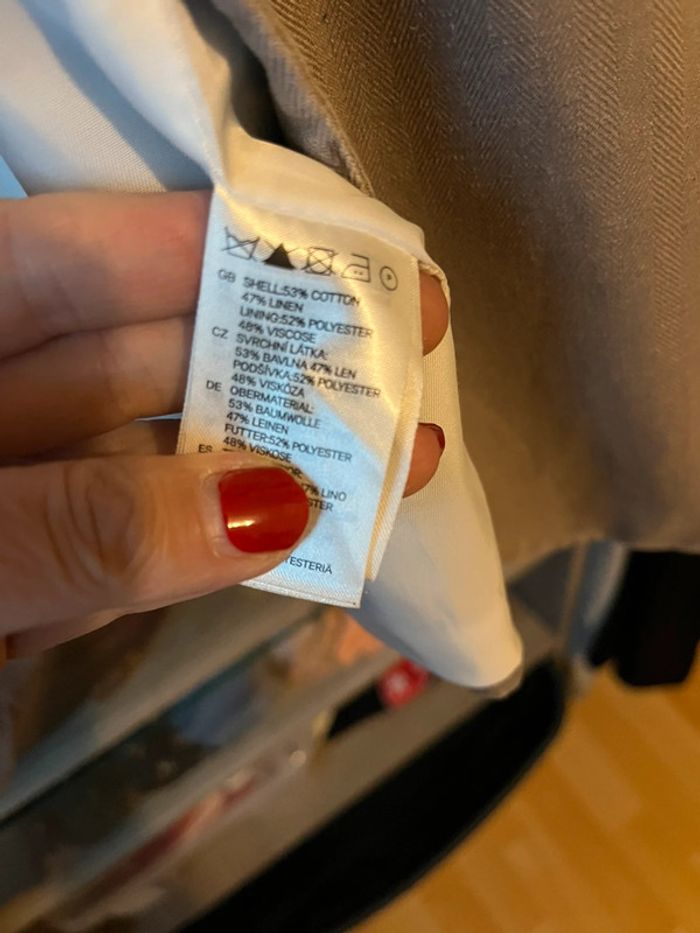 GB SHELL:53% COTTON
47% LINEN
LINING:52% POLYESTER
48% VISCOSE
CZ SVRCHNÍ LÁTKA:
53% BAVLNA 47% LEN
PODŠÍVKA:52% POLYESTER
48% VISKÓZA
DE OBERMATERIAL:
53% BAUMWOLLE
47% LEINEN
FUTTER:52% POLYESTER
48% VISKOSE
ES
47% LINO